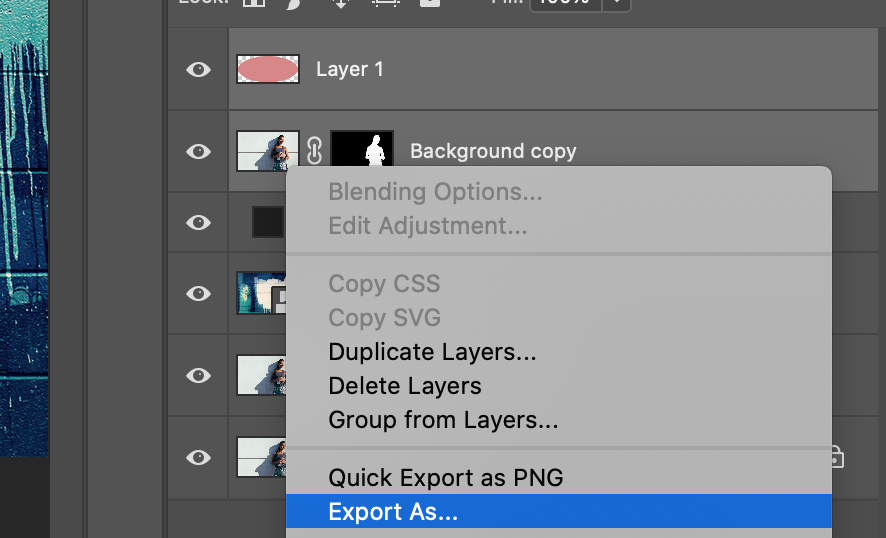 Lock:
Fill: 100%
Layer 1
Background copy
Blending Options...
Edit Adjustment...
Copy CSS
Copy SVG
Duplicate Layers...
Delete Layers
Group from Layers...
Quick Export as PNG
Export As...